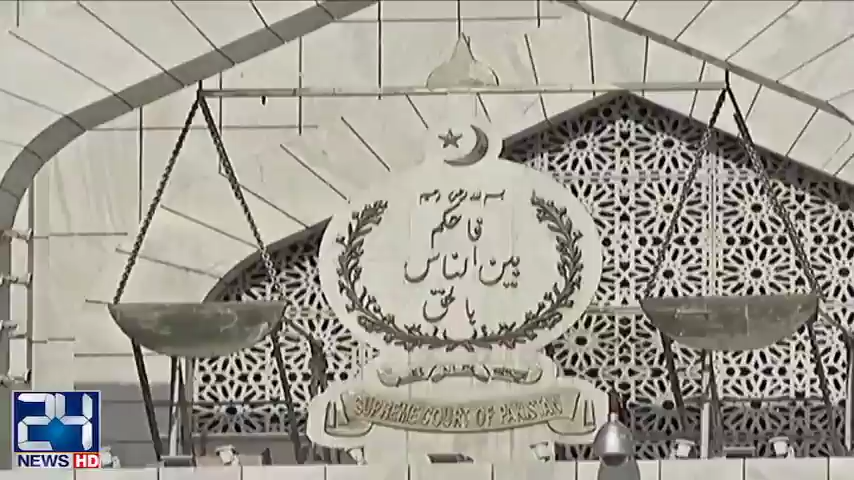 فاحکم
بین الناس
بالحق
SUPREME COURT OF PAKISTAN
24
NEWS HD